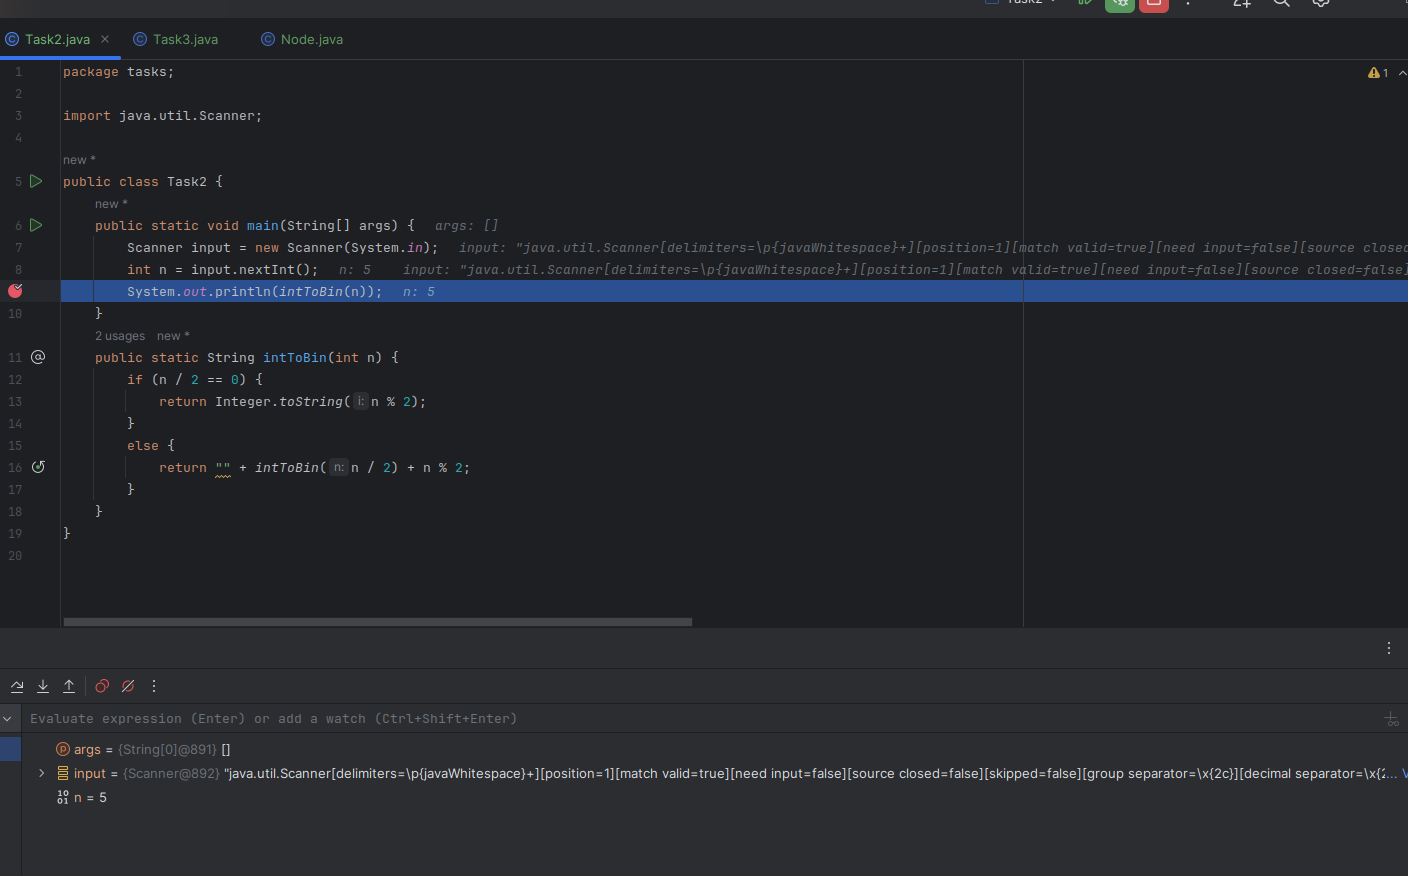 Task2
Task2.java
Task3.java
Node.java
1 package tasks;
2
3 import java.util.Scanner;
4
new *
5 public class Task2 {
new *
6 public static void main(String[] args) { args: []
7 Scanner input = new Scanner(System.in); input: "java.util.Scanner[delimiters=\p{javaWhitespace}+][position=1][match valid=true][need input=false][source closed
8 int n = input.nextInt(); n: 5 input: "java.util.Scanner[delimiters=\p{javaWhitespace}+][position=1][match valid=true][need input=false][source closed=false]
System.out.println(intToBin(n)); n: 5
10 }
2 usages new *
11 public static String intToBin(int n) {
12 if (n / 2 == 0) {
13 return Integer.toString( i: n % 2);
14 }
15 else {
16 return "" + intToBin( n: n / 2) + n % 2;
17 }
18 }
19 }
20
1
Evaluate expression (Enter) or add a watch (Ctrl+Shift+Enter)
args = {String[0]@891} []
input = {Scanner@892} "java.util.Scanner[delimiters=\p{javaWhitespace}+][position=1][match valid=true][need input=false][source closed=false][skipped=false][group separator=\x{2c}][decimal separator=\x{2...
n = 5